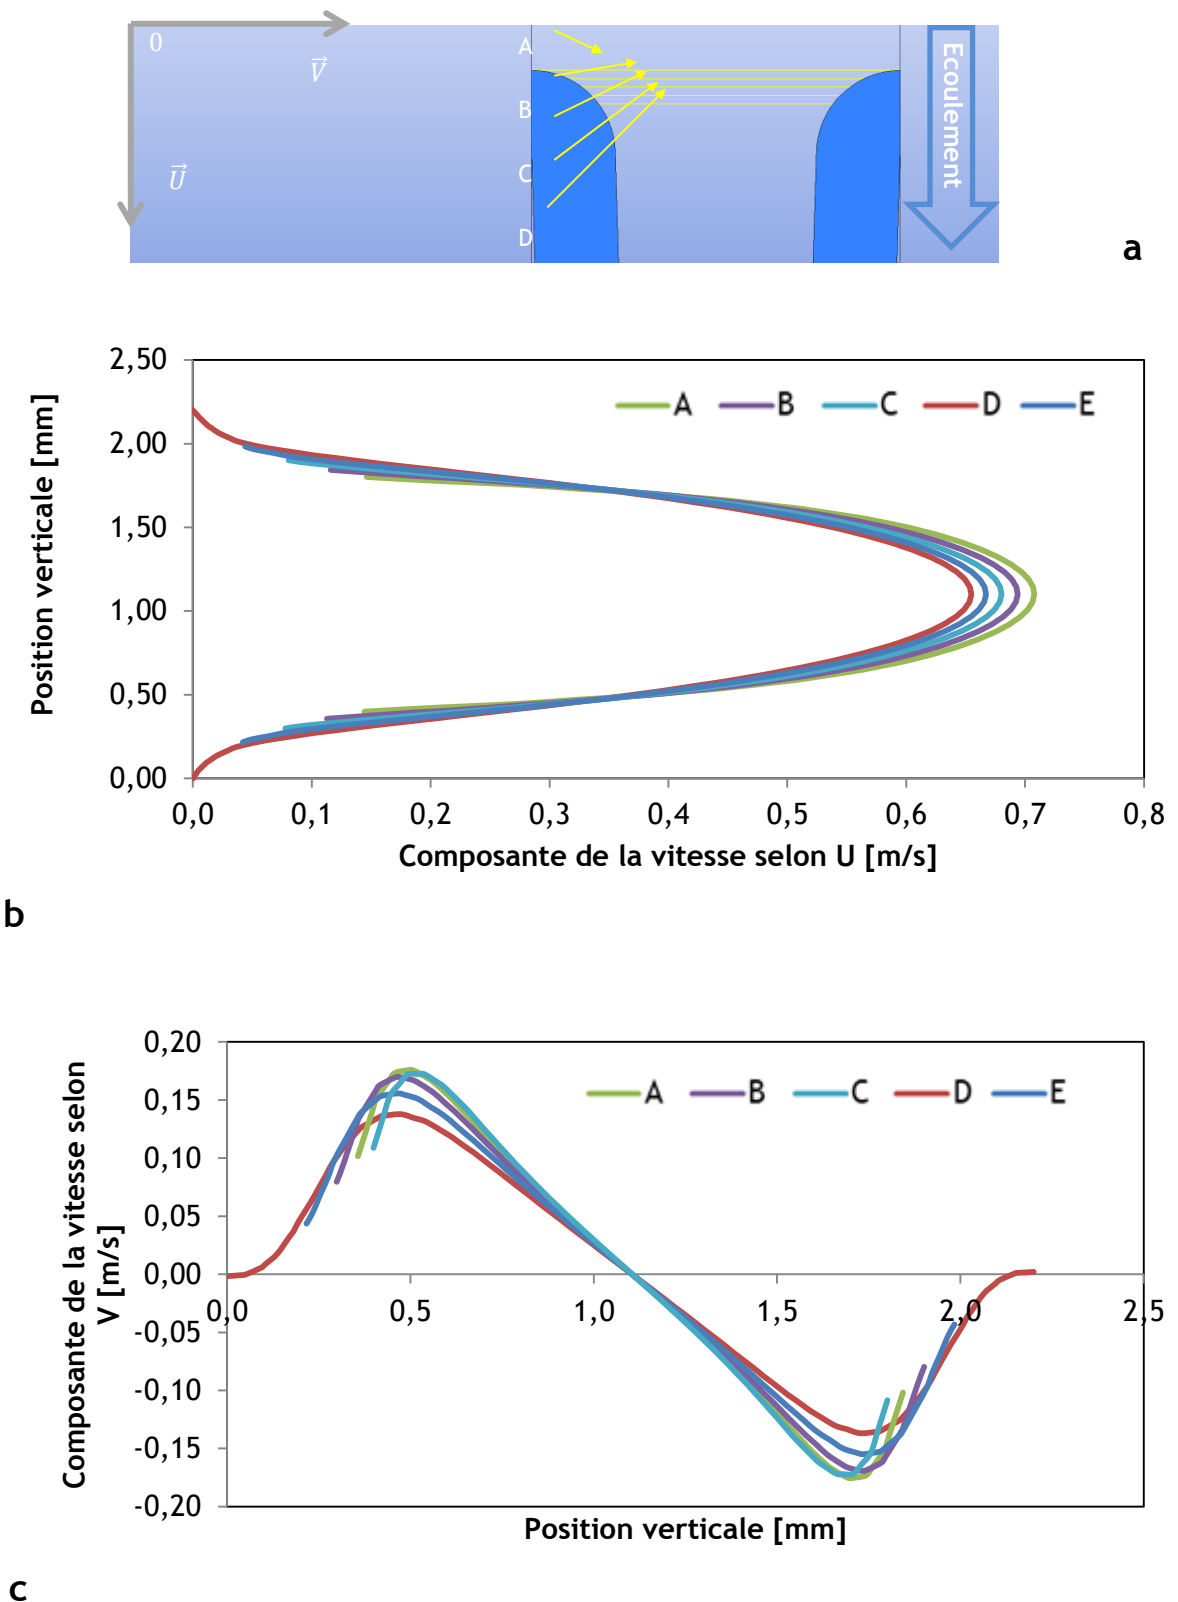 0
V
U
A
B
C
D
Ecoulement
a
2,50
2,00
1,50
1,00
0,50
0,00
Position verticale [mm]
A B C D E
0,0 0,1 0,2 0,3 0,4 0,5 0,6 0,7 0,8
Composante de la vitesse selon U [m/s]
b
0,20
0,15
0,10
0,05
0,00
-0,05
-0,10
-0,15
-0,20
Composante de la vitesse selon
V [m/s]
A B C D E
0,0 0,5 1,0 1,5 2,0 2,5
Position verticale [mm]
c